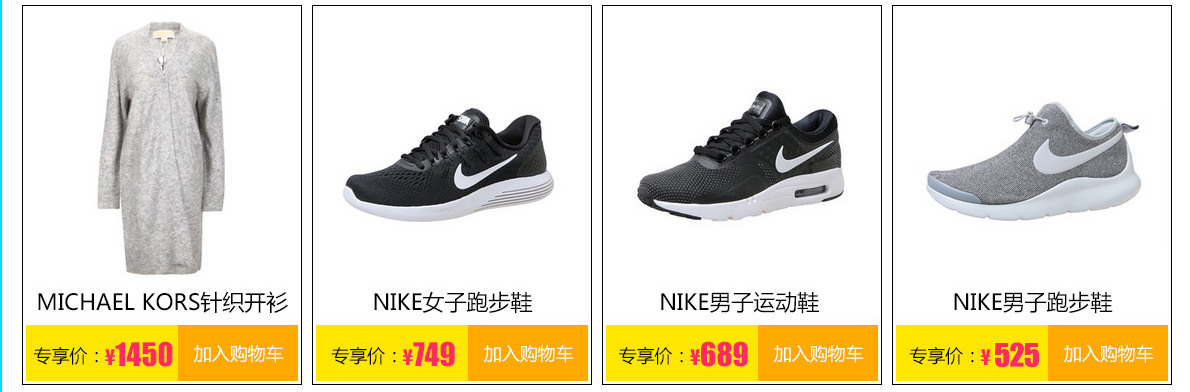 MICHAEL KORS针织开衫
专享价：¥1450 加入购物车
NIKE女子跑步鞋
专享价：¥749 加入购物车
NIKE男子运动鞋
专享价：¥689 加入购物车
NIKE男子跑步鞋
专享价：¥525 加入购物车